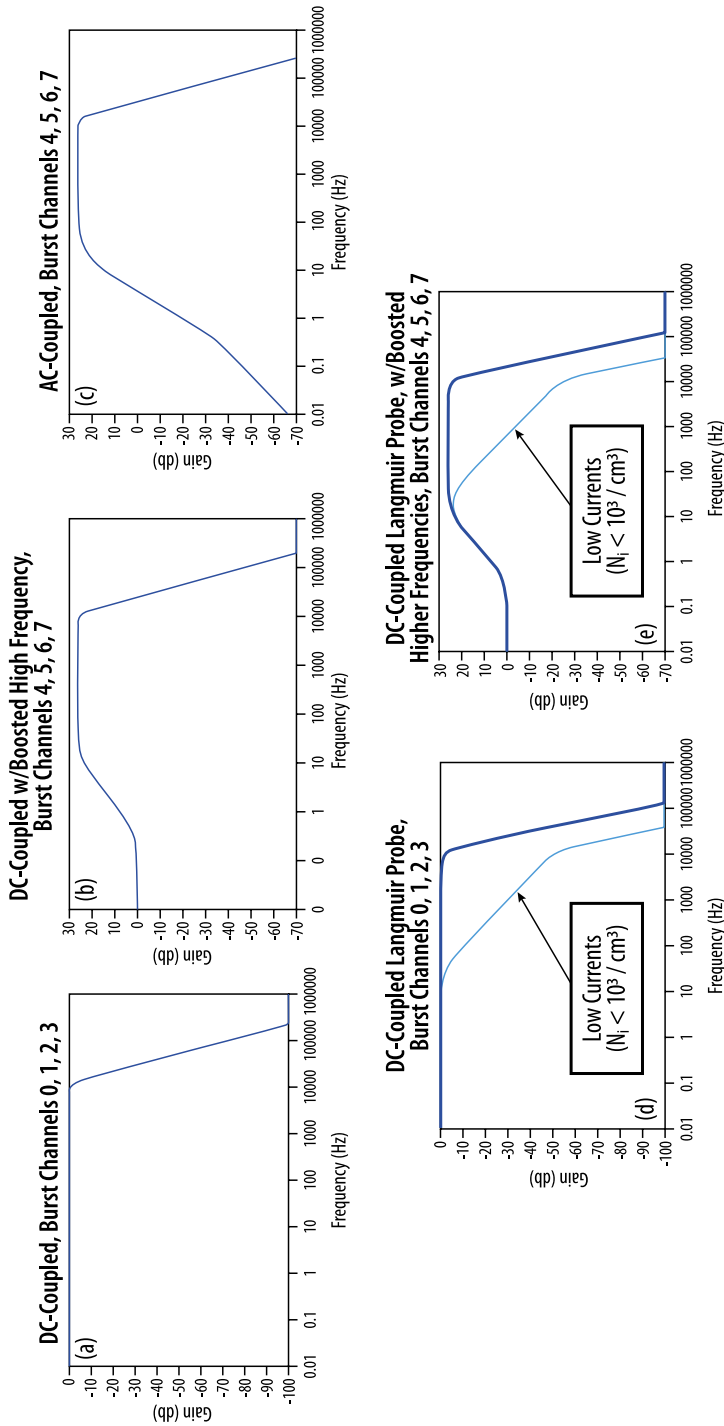 DC-Coupled, Burst Channels 0, 1, 2, 3
(a)
0
-10
-20
-30
-40
-50
-60
-70
-80
-90
-100
Gain (db)
0.01 0.1 1 10 100 1000 10000 100000 1000000
Frequency (Hz)
DC-Coupled w/Boosted High Frequency,
Burst Channels 4, 5, 6, 7
(b)
30
20
10
0
-10
-20
-30
-40
-50
-60
-70
Gain (db)
0 0 1 10 100 1000 10000 100000 1000000
Frequency (Hz)
AC-Coupled, Burst Channels 4, 5, 6, 7
(c)
30
20
10
0
-10
-20
-30
-40
-50
-60
-70
Gain (db)
0.01 0.1 1 10 100 1000 10000 100000 1000000
Frequency (Hz)
DC-Coupled Langmuir Probe,
Burst Channels 0, 1, 2, 3
0
-10
-20
-30
-40
-50
-60
-70
-80
-90
-100
Gain (db)
Low Currents
(Ni < 10³ / cm³)
(d)
0.01 0.1 1 10 100 1000 10000 100000 1000000
Frequency (Hz)
DC-Coupled Langmuir Probe, w/Boosted
Higher Frequencies, Burst Channels 4, 5, 6, 7
30
20
10
0
-10
-20
-30
-40
-50
-60
-70
Gain (db)
Low Currents
(Ni < 10³ / cm³)
(e)
0.01 0.1 1 10 100 1000 10000 100000 1000000
Frequency (Hz)